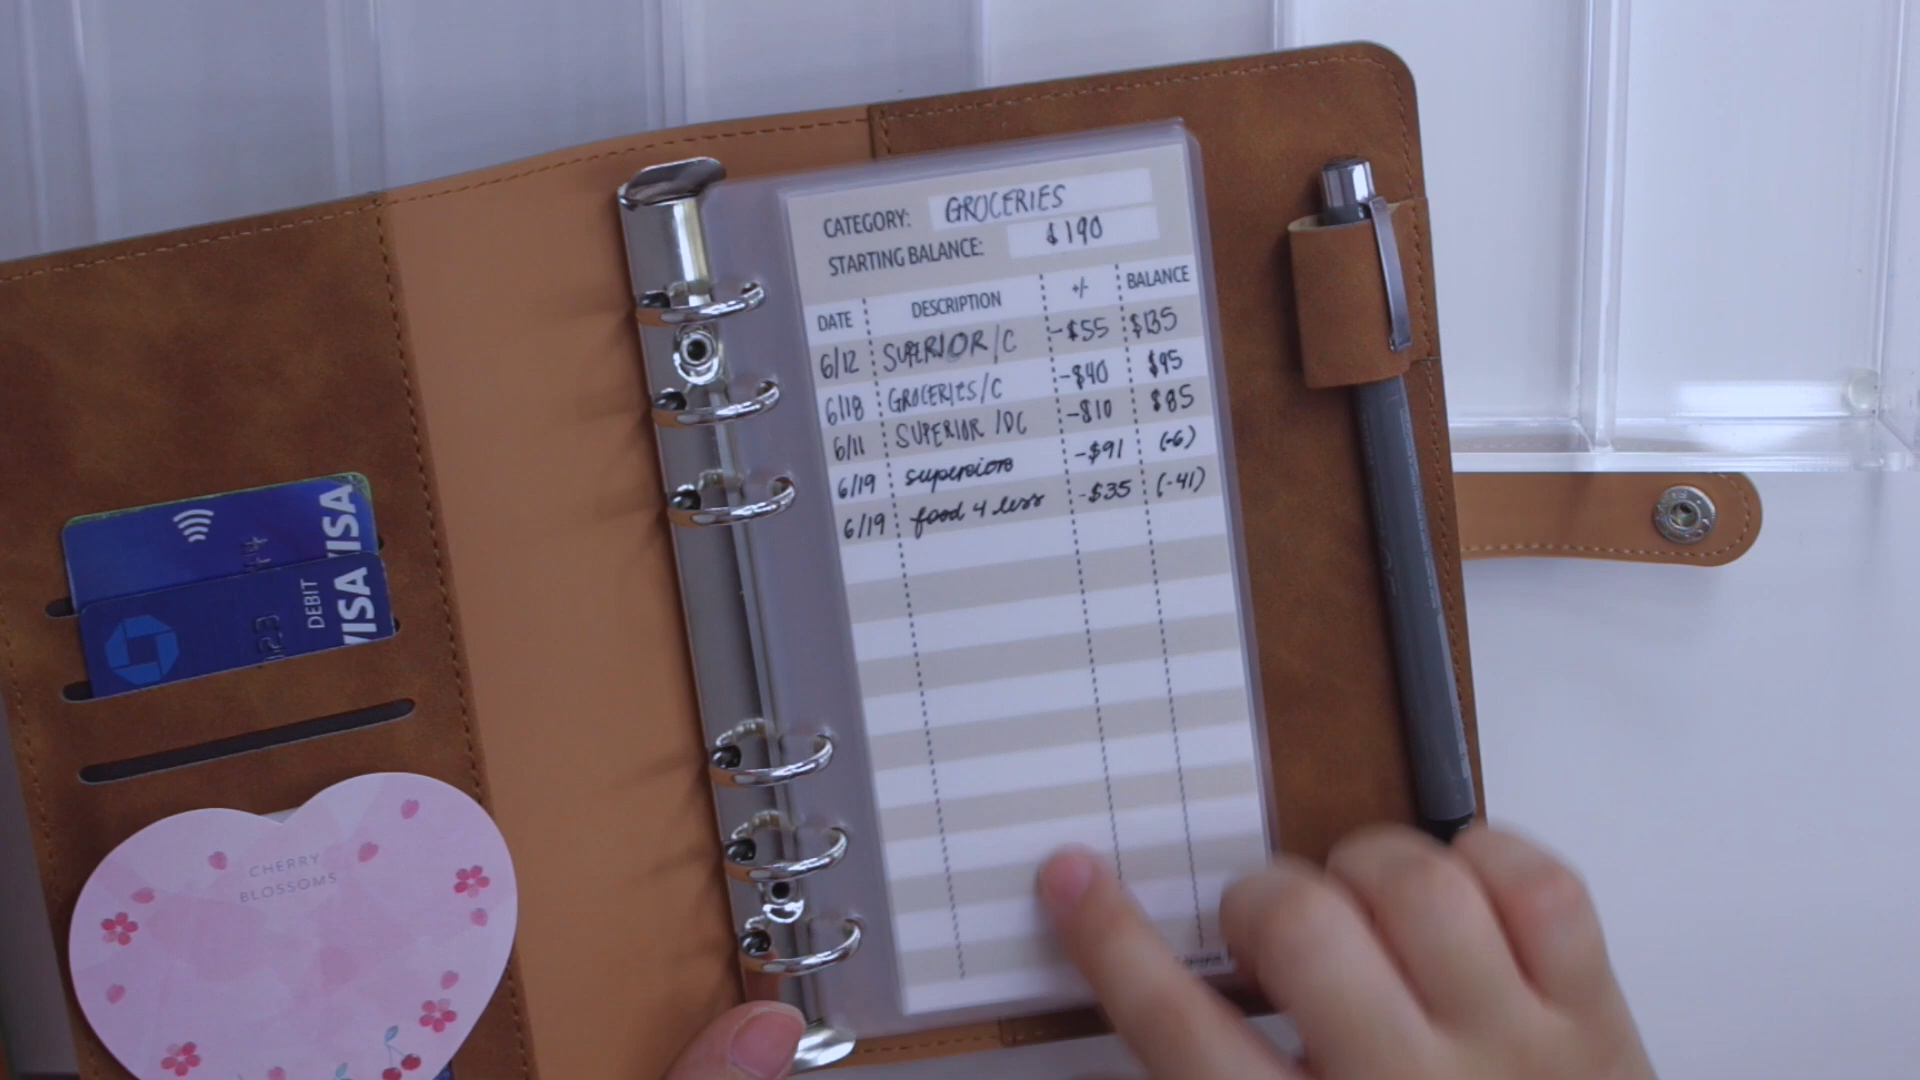 CATEGORY: GROCERIES
STARTING BALANCE: $190
DATE DESCRIPTION +/- BALANCE
6/12 SUPERIOR/C -$55 $135
6/18 GROCERIES/C -$40 $95
6/11 SUPERIOR/DC -$10 $85
6/19 superiors -$91 (-6)
6/19 food 4 less -$35 (-41)
VISA
DEBIT
VISA
CHERRY
BLOSSOMS